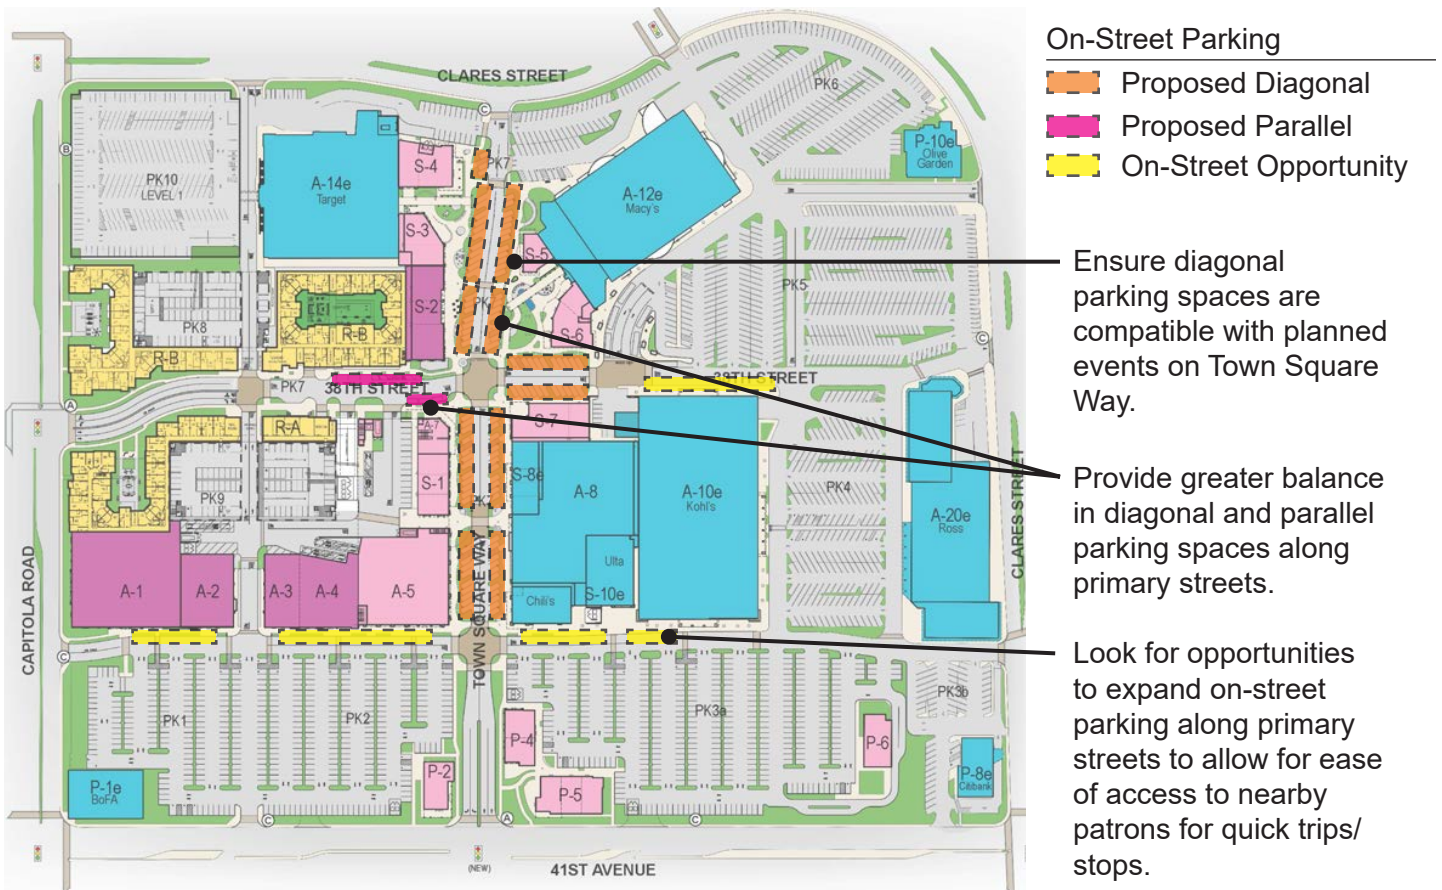 On-Street Parking
Proposed Diagonal
Proposed Parallel
On-Street Opportunity
Ensure diagonal
parking spaces are
compatible with planned
events on Town Square
Way.
Provide greater balance
in diagonal and parallel
parking spaces along
primary streets.
Look for opportunities
to expand on-street
parking along primary
streets to allow for ease
of access to nearby
patrons for quick trips/
stops.
CLARES STREET
PK6
C
B
P-10e
Olive
Garden
PK10
LEVEL 1
A-14e
Target
S-4
PK7
A-12e
Macy's
S-3
S-5
PK5
PK8
R-B
S-2
S-6
R-B
C
PK7
38TH STREET
38TH STREET
A
S-7
R-A
S-1
S-8e
A-8
A-10e
Kohl's
PK4
PK9
A-20e
Ross
CLARES STREET
CAPITOLA ROAD
A-1
A-2
A-3
A-4
A-5
TOWN SQUARE WAY
Ulta
S-10e
Chili's
C
PK1
PK2
PK3a
PK3b
P-4
P-6
P-2
P-1e
BoFA
P-5
P-8e
Citibank
C
A
C
(NEW)
41ST AVENUE